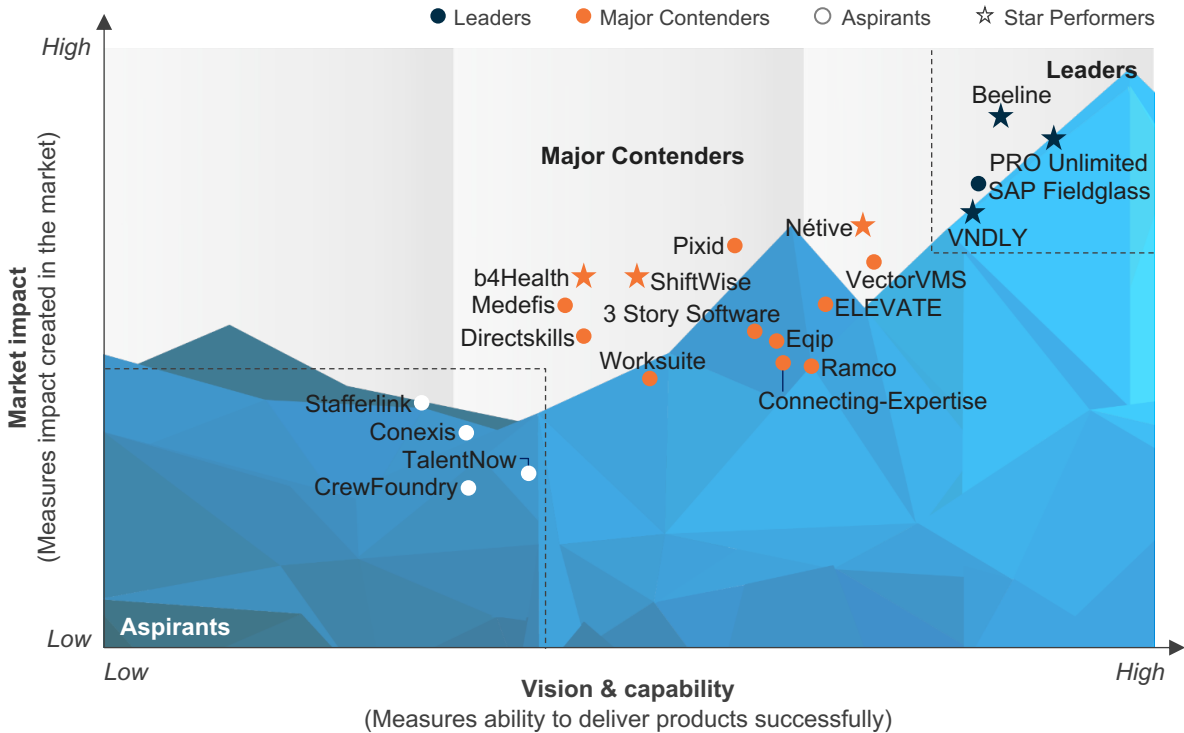 Leaders
Major Contenders
Aspirants
Star Performers
High
Leaders
Beeline
Major Contenders
PRO Unlimited
SAP Fieldglass
Nétive
VNDLY
Pixid
b4Health
ShiftWise
VectorVMS
Medefis
3 Story Software
ELEVATE
Directskills
Eqip
Worksuite
Ramco
Connecting-Expertise
Stafferlink
Conexis
TalentNow
CrewFoundry
Market impact
(Measures impact created in the market)
Aspirants
Low
Low
High
Vision & capability
(Measures ability to deliver products successfully)